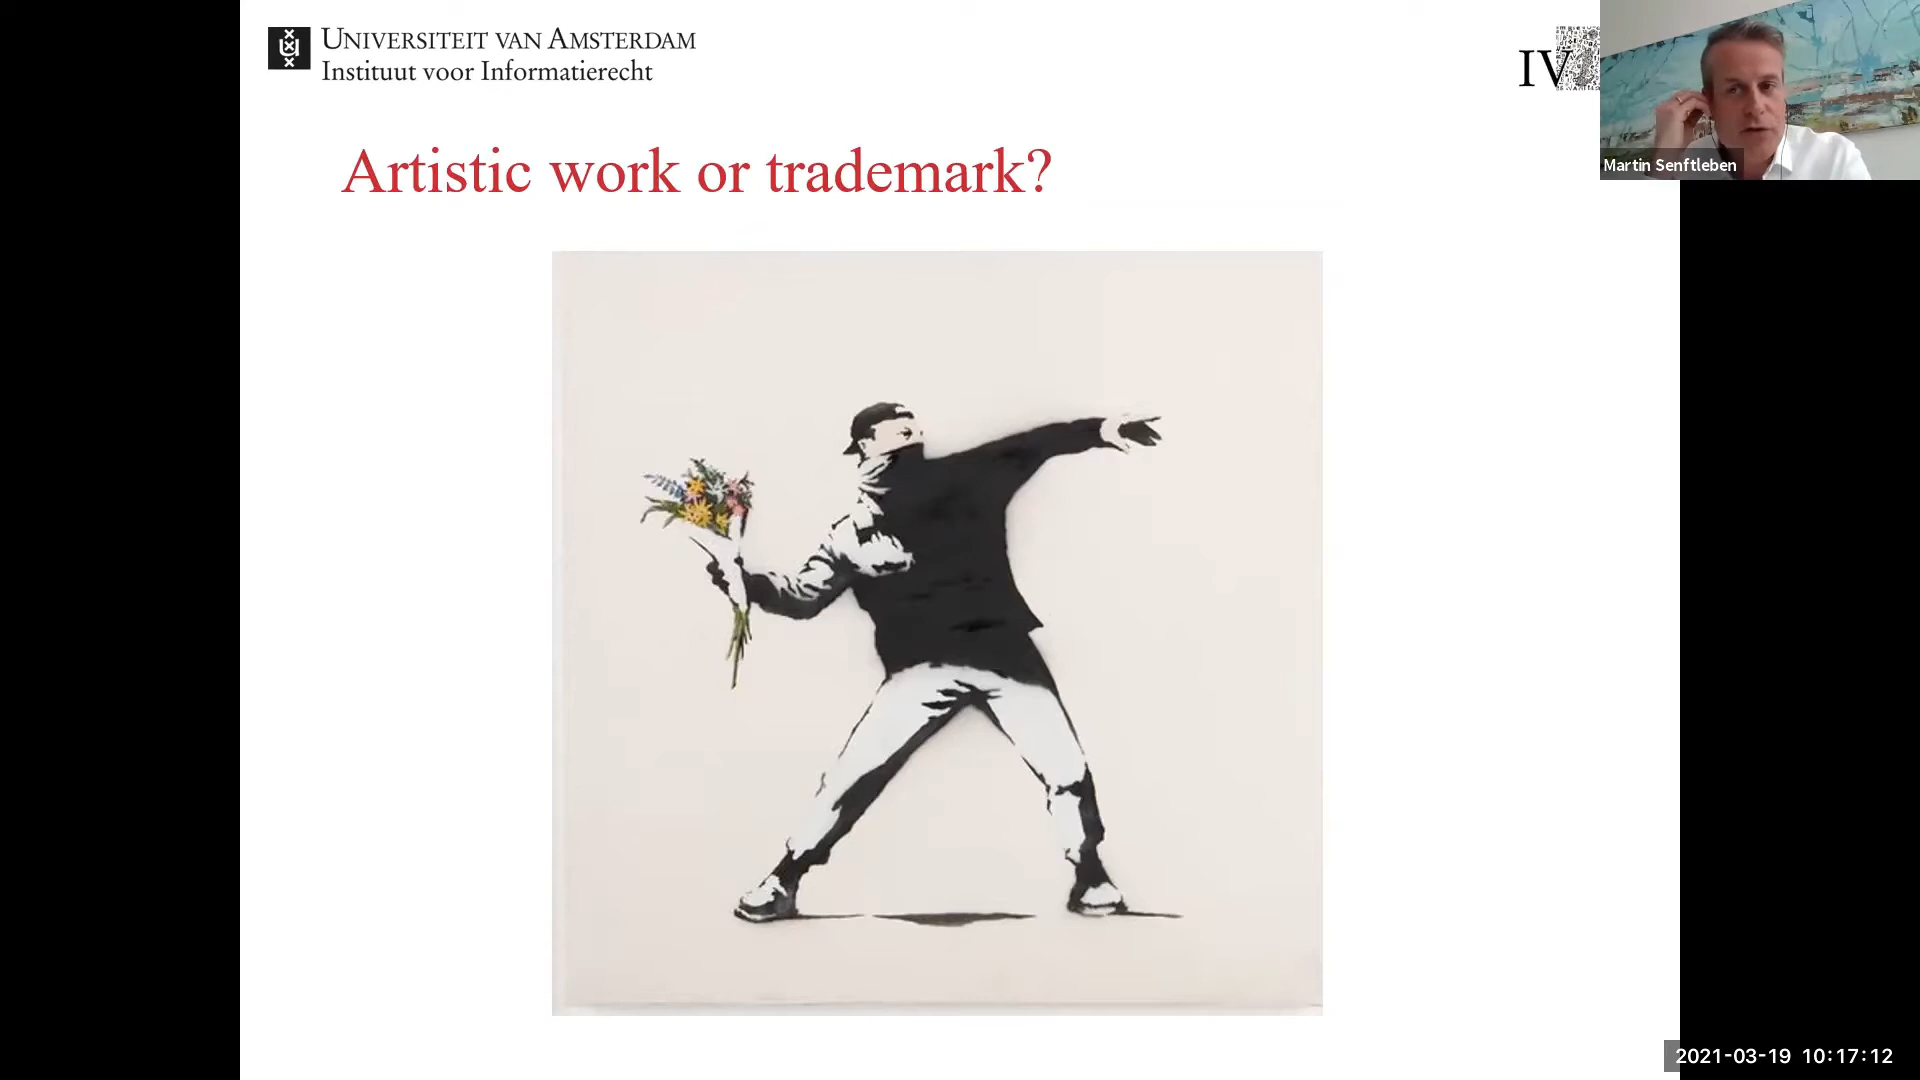 UNIVERSITEIT VAN AMSTERDAM
Instituut voor Informatierecht
IV
Martin Senftleben
Artistic work or trademark?
2021-03-19 10:17:12